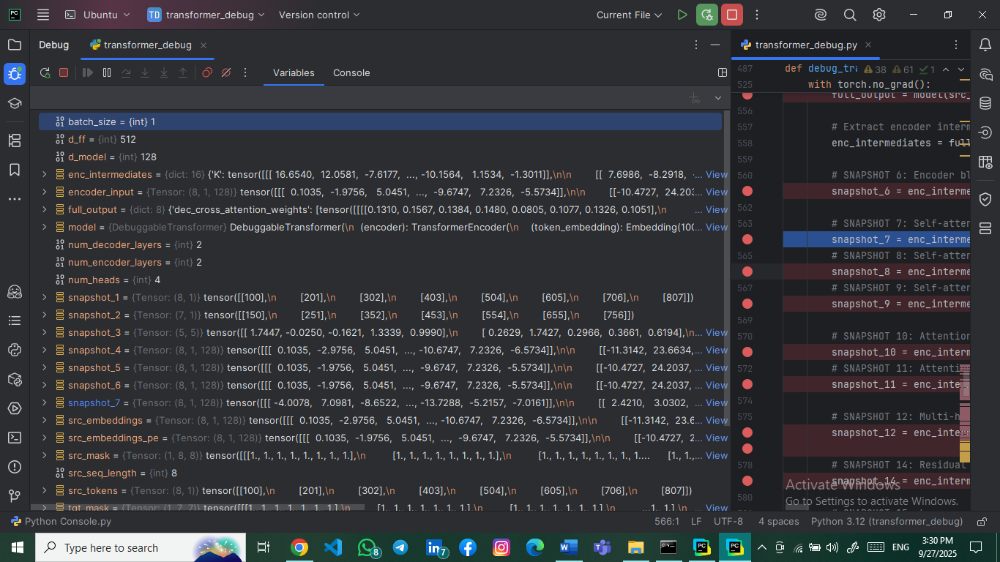 Ubuntu
TD transformer_debug
Version control
Current File
Debug
transformer_debug
transformer_debug.py
Variables
Console
batch_size = {int} 1
d_ff = {int} 512
d_model = {int} 128
enc_intermediates = {dict: 16} {'K': tensor([[[ 16.6540, 12.0581, -7.6177, ..., -10.1564, 1.1534, -1.3011]],\n\n [[ 7.6986, -8.2918, ... View
encoder_input = {Tensor: (8, 1, 128)} tensor([[[ 0.1035, -1.9756, 5.0451, ..., -9.6747, 7.2326, -5.5734]],\n\n [[-10.4727, 24.203 ... View
full_output = {dict: 8} {'dec_cross_attention_weights': [tensor([[[[0.1310, 0.1567, 0.1384, 0.1480, 0.0805, 0.1077, 0.1326, 0.1051],\n ... View
model = {DebuggableTransformer} DebuggableTransformer(\n (encoder): TransformerEncoder(\n (token_embedding): Embedding(100 ... View
num_decoder_layers = {int} 2
num_encoder_layers = {int} 2
num_heads = {int} 4
snapshot_1 = {Tensor: (8, 1)} tensor([[100],\n [201],\n [302],\n [403],\n [504],\n [605],\n [706],\n [807]])
snapshot_2 = {Tensor: (7, 1)} tensor([[150],\n [251],\n [352],\n [453],\n [554],\n [655],\n [756]])
snapshot_3 = {Tensor: (5, 5)} tensor([[ 1.7447, -0.0250, -0.1621, 1.3339, 0.9990],\n [ 0.2629, 1.7427, 0.2966, 0.3661, 0.6194],\n ... View
snapshot_4 = {Tensor: (8, 1, 128)} tensor([[[ 0.1035, -2.9756, 5.0451, ..., -10.6747, 7.2326, -6.5734]],\n\n [[-11.3142, 23.6634, ... View
snapshot_5 = {Tensor: (8, 1, 128)} tensor([[[ 0.1035, -1.9756, 5.0451, ..., -9.6747, 7.2326, -5.5734]],\n\n [[-10.4727, 24.2037, ... View
snapshot_6 = {Tensor: (8, 1, 128)} tensor([[[ 0.1035, -1.9756, 5.0451, ..., -9.6747, 7.2326, -5.5734]],\n\n [[-10.4727, 24.2037, ... View
snapshot_7 = {Tensor: (8, 1, 128)} tensor([[[ -4.0078, 7.0981, -8.6522, ..., -13.7288, -5.2157, -7.0161]],\n\n [[ 2.4210, 3.0302, ... View
src_embeddings = {Tensor: (8, 1, 128)} tensor([[[ 0.1035, -2.9756, 5.0451, ..., -10.6747, 7.2326, -6.5734]],\n\n [[-11.3142, 23.6 ... View
src_embeddings_pe = {Tensor: (8, 1, 128)} tensor([[[ 0.1035, -1.9756, 5.0451, ..., -9.6747, 7.2326, -5.5734]],\n\n [[-10.4727, 2 ... View
src_mask = {Tensor: (1, 8, 8)} tensor([[[1., 1., 1., 1., 1., 1., 1., 1.],\n [1., 1., 1., 1., 1., 1., 1., 1.],\n [1., 1., 1., 1., 1., 1., 1., 1.... [1., 1., ... View
src_seq_length = {int} 8
src_tokens = {Tensor: (8, 1)} tensor([[100],\n [201],\n [302],\n [403],\n [504],\n [605],\n [706],\n [807]])
tgt_mask = {Tensor: (1, 7, 7)} tensor([[[1., 1., 1., 1., 1., 1., 1.],\n [1., 1., 1., 1., 1., 1., 1.],\n [1., 1., 1., 1., 1., 1., 1.],\n ...1., 1.],\n ... View
487 def debug_tra 38 61 1
525 with torch.no_grad():
full_output = model(src_
556
557 # Extract encoder interm
558 enc_intermediates = full
559
560 # SNAPSHOT 6: Encoder bl
snapshot_6 = enc_interme
562
563 # SNAPSHOT 7: Self-atten
snapshot_7 = enc_interme
565 # SNAPSHOT 8: Self-atten
snapshot_8 = enc_interme
567 # SNAPSHOT 9: Self-atten
snapshot_9 = enc_interme
569
570 # SNAPSHOT 10: Attention
snapshot_10 = enc_interm
572 # SNAPSHOT 11: Attenti
snapshot_11 = enc_inte
574
575 # SNAPSHOT 12: Multi-h
snapshot_12 = enc_inte
578 # SNAPSHOT 14: Residual
snapshot_14 = enc_interm
580
Activate Windows
Go to Settings to activate Windows.
Python Console.py
566:1
LF
UTF-8
4 spaces
Python 3.12 (transformer_debug)
Type here to search
8
7
ENG
3:30 PM
9/27/2025